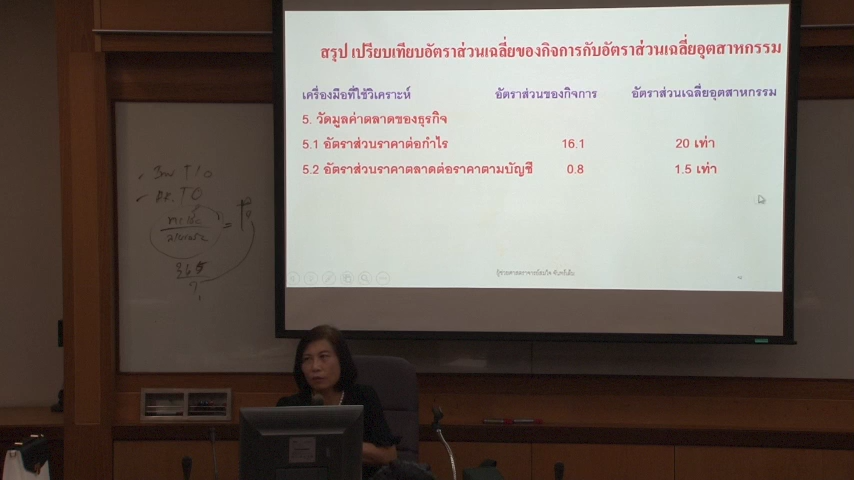 สรุป เปรียบเทียบอัตราส่วนเฉลี่ยของกิจการกับอัตราส่วนเฉลี่ยอุตสาหกรรม
เครื่องมือที่ใช้วิเคราะห์ อัตราส่วนของกิจการ อัตราส่วนเฉลี่ยอุตสาหกรรม
5. วัดมูลค่าตลาดของธุรกิจ
5.1 อัตราส่วนราคาต่อกำไร 16.1 20 เท่า
5.2 อัตราส่วนราคาตลาดต่อราคาตามบัญชี 0.8 1.5 เท่า
365